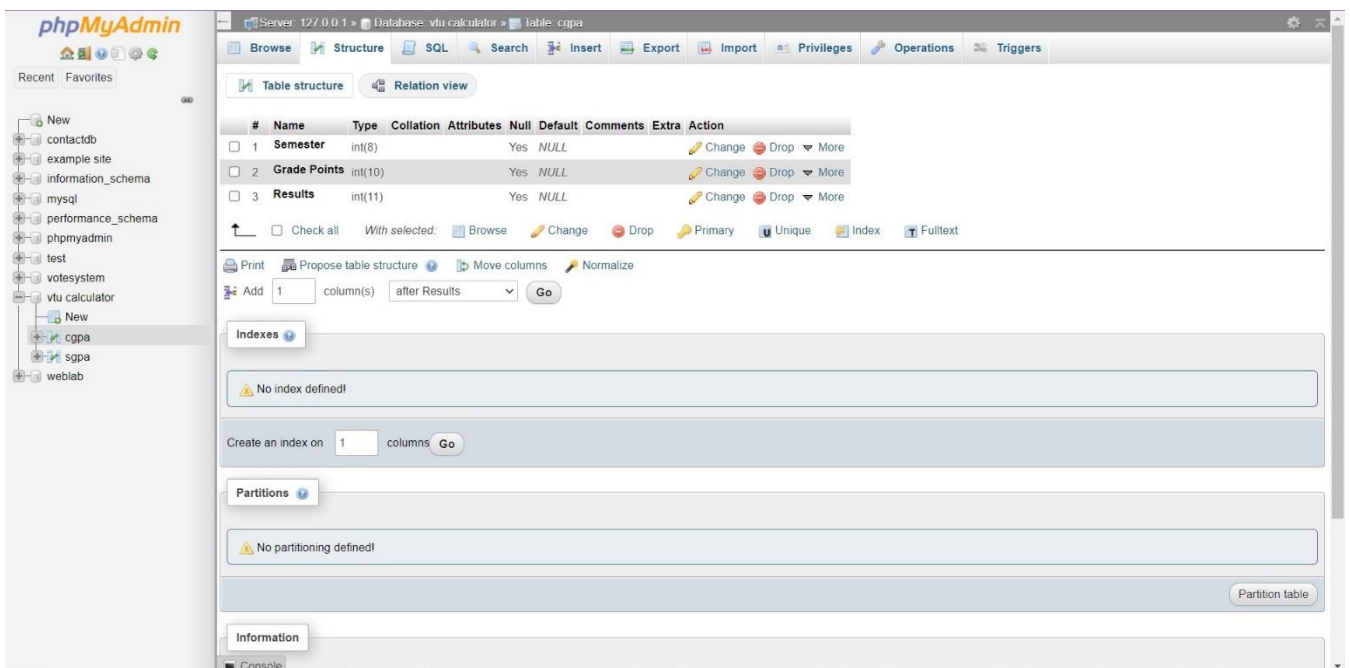 phpMyAdmin
Recent Favorites
New
contactdb
example site
information_schema
mysql
performance_schema
phpmyadmin
test
votesystem
vtu calculator
New
cgpa
sgpa
weblab
Server: 127.0.0.1 » Database: vtu calculator » Table: cgpa
Browse Structure SQL Search Insert Export Import Privileges Operations Triggers
Table structure Relation view
# Name Type Collation Attributes Null Default Comments Extra Action
1 Semester int(8) Yes NULL Change Drop More
2 Grade Points int(10) Yes NULL Change Drop More
3 Results int(11) Yes NULL Change Drop More
Check all With selected: Browse Change Drop Primary Unique Index Fulltext
Print Propose table structure Move columns Normalize
Add 1 column(s) after Results Go
Indexes
No index defined!
Create an index on 1 columns Go
Partitions
No partitioning defined!
Partition table
Information
Console